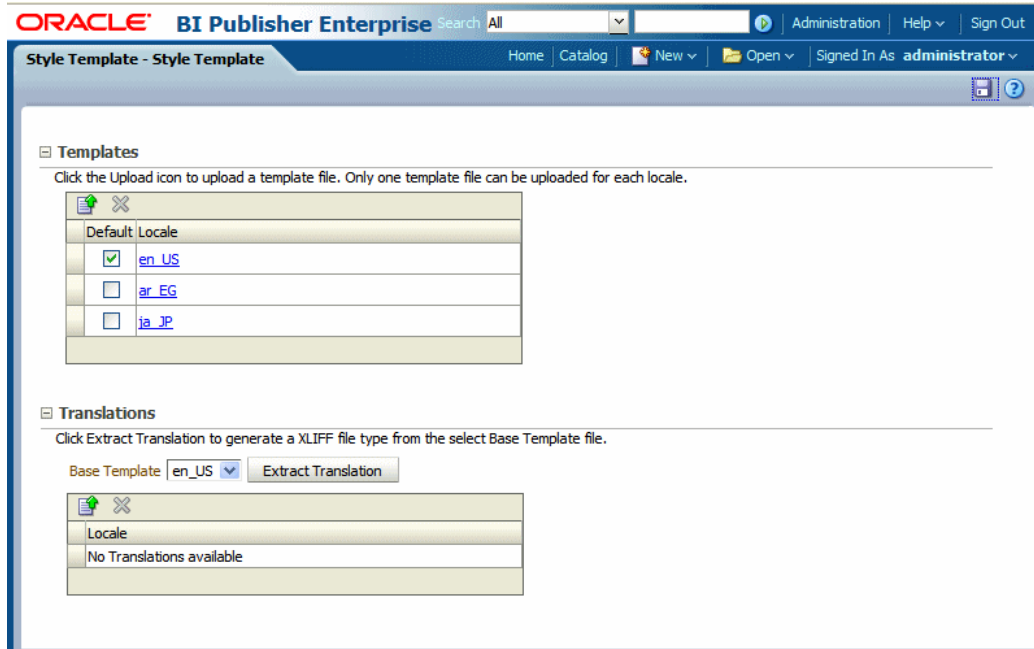 ORACLE BI Publisher Enterprise Search All Administration Help Sign Out
Style Template - Style Template Home Catalog New Open Signed In As administrator
Templates
Click the Upload icon to upload a template file. Only one template file can be uploaded for each locale.
Default Locale
en_US
ar_EG
ja_JP
Translations
Click Extract Translation to generate a XLIFF file type from the select Base Template file.
Base Template en_US Extract Translation
Locale
No Translations available